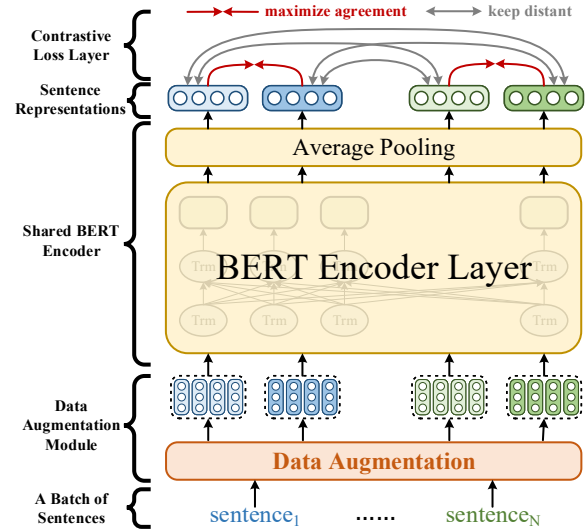 maximize agreement
keep distant
Contrastive
Loss Layer
Sentence
Representations
Average Pooling
Shared BERT
Encoder
BERT Encoder Layer
Trm Trm Trm Trm
Trm Trm Trm Trm
Data
Augmentation
Module
Data Augmentation
A Batch of
Sentences
sentence1 ...... sentenceN